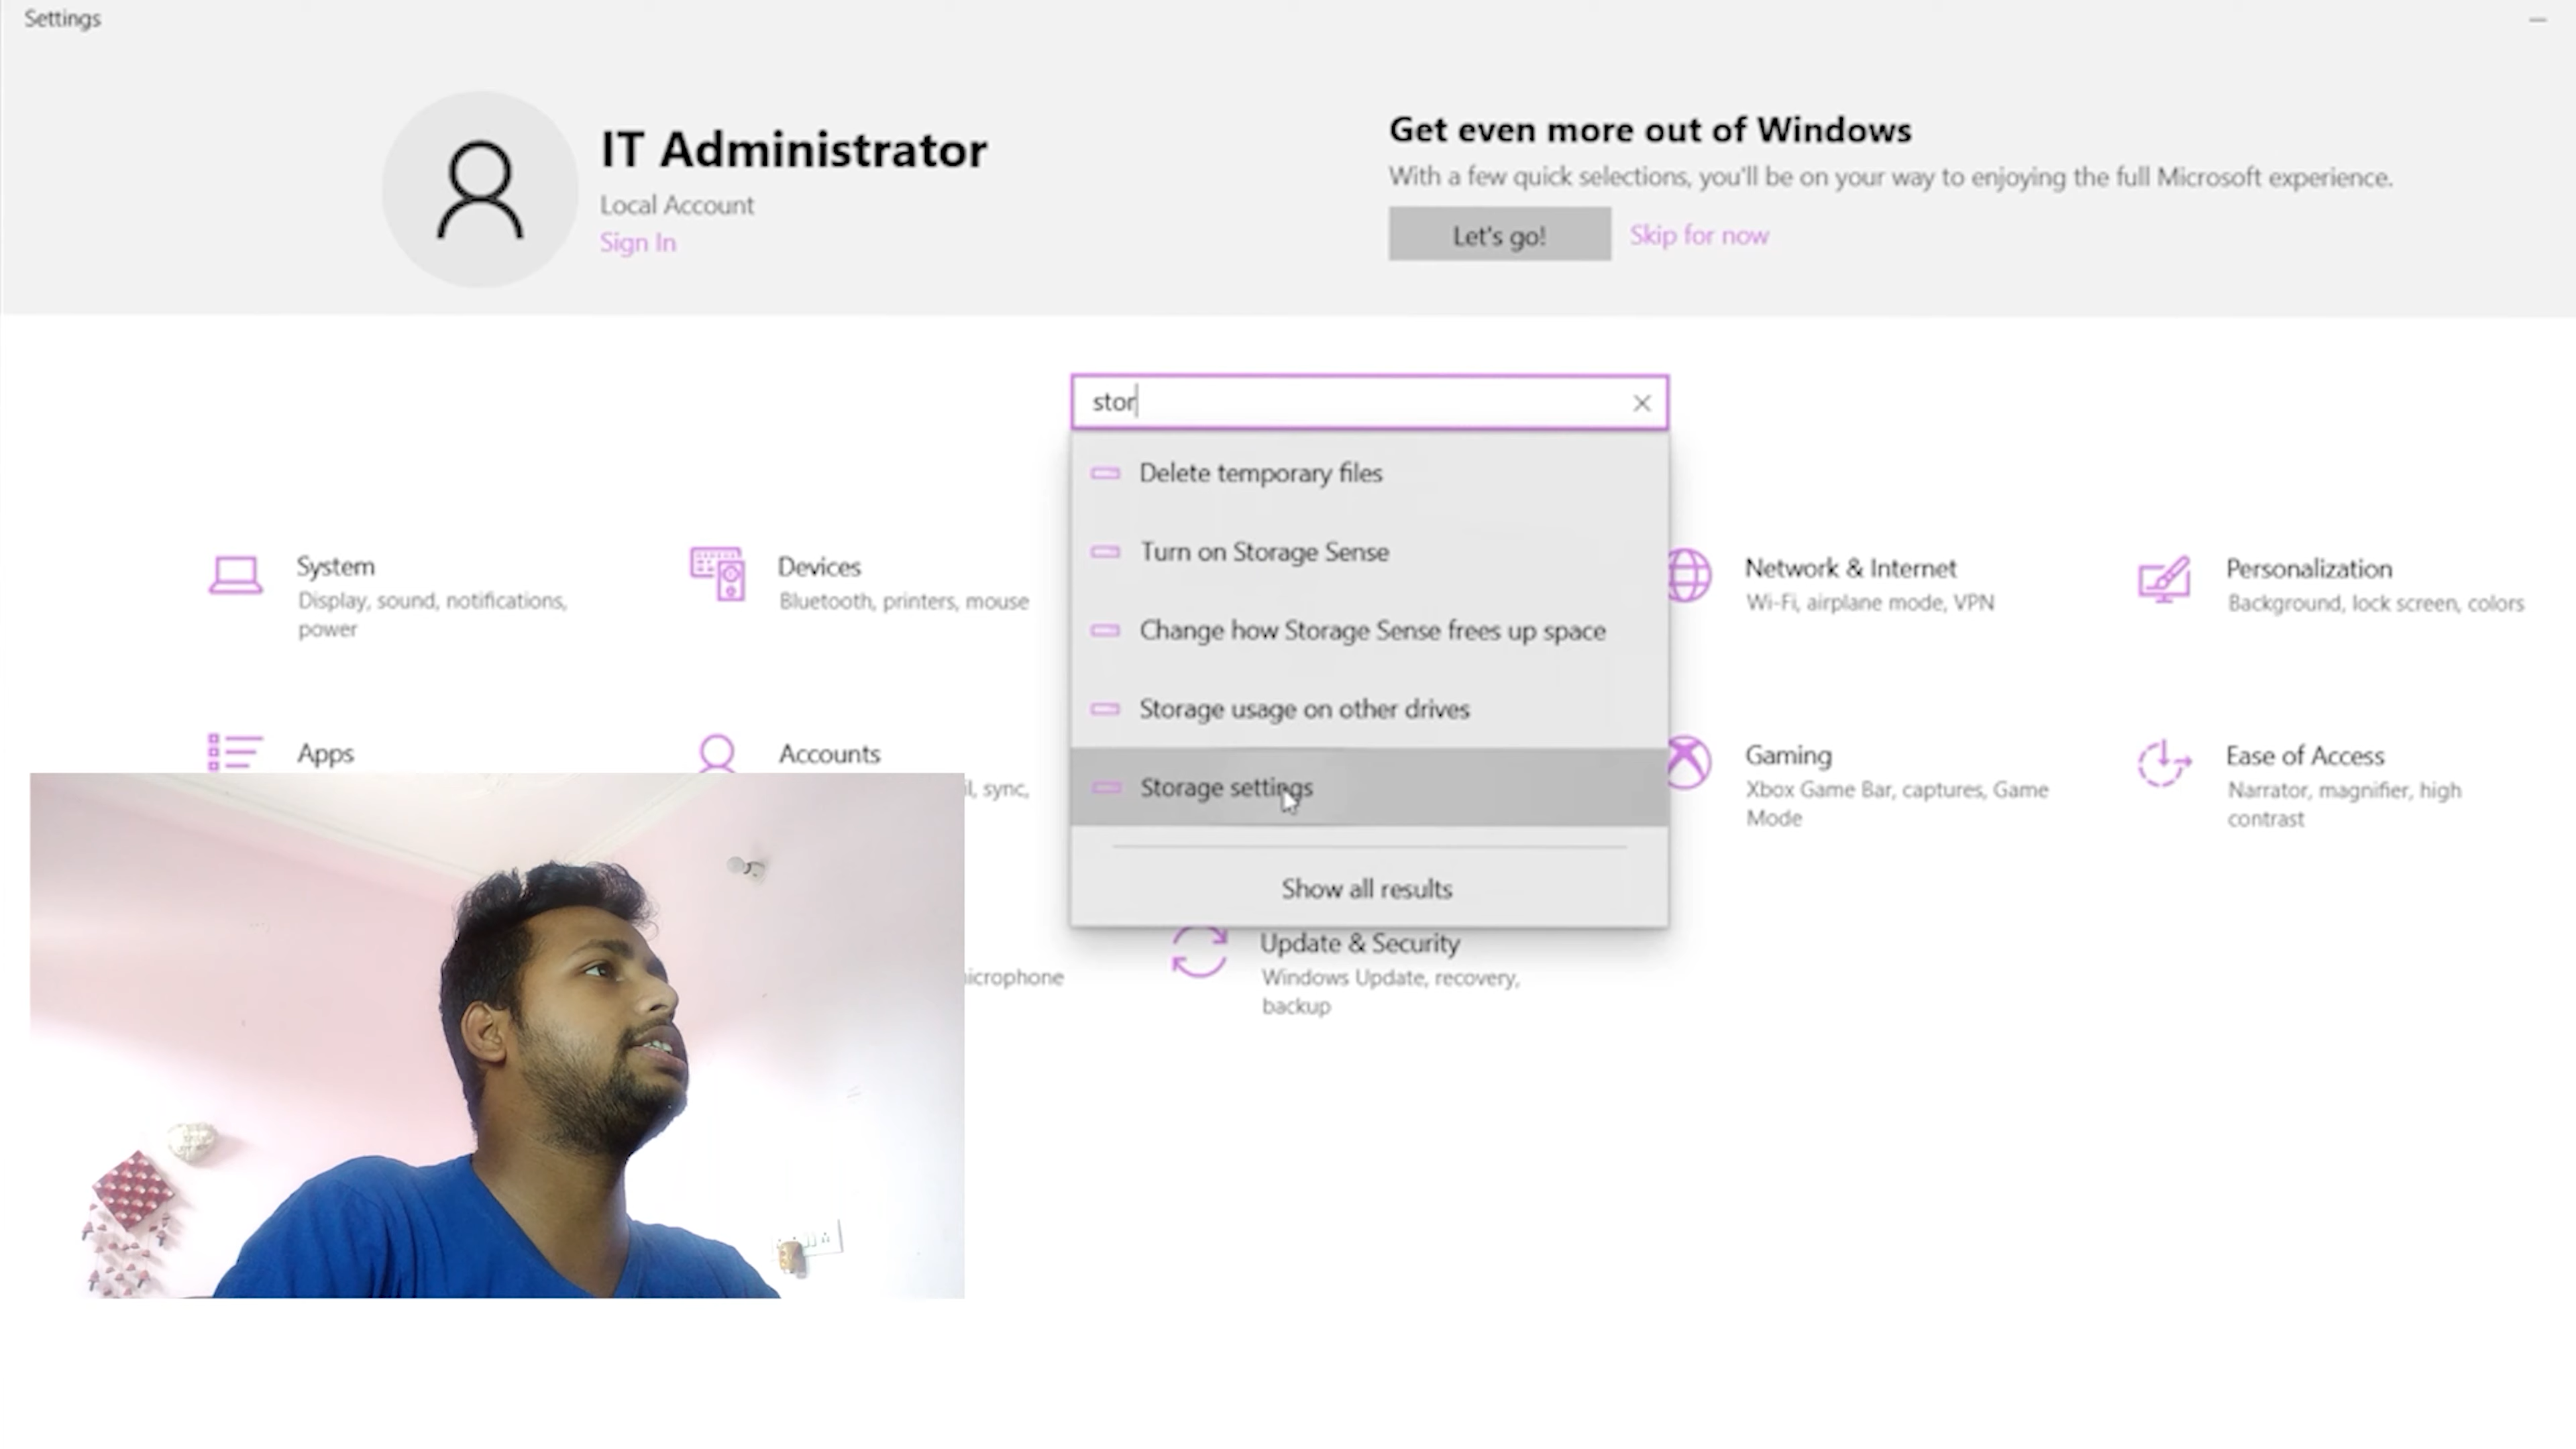 Settings
IT Administrator
Local Account
Sign In
Get even more out of Windows
With a few quick selections, you'll be on your way to enjoying the full Microsoft experience.
Let's go!
Skip for now
stor
Delete temporary files
Turn on Storage Sense
Change how Storage Sense frees up space
Storage usage on other drives
Storage settings
Show all results
System
Display, sound, notifications,
power
Devices
Bluetooth, printers, mouse
Network & Internet
Wi-Fi, airplane mode, VPN
Personalization
Background, lock screen, colors
Apps
Accounts
sync,
Gaming
Xbox Game Bar, captures, Game
Mode
Ease of Access
Narrator, magnifier, high
contrast
icrophone
Update & Security
Windows Update, recovery,
backup